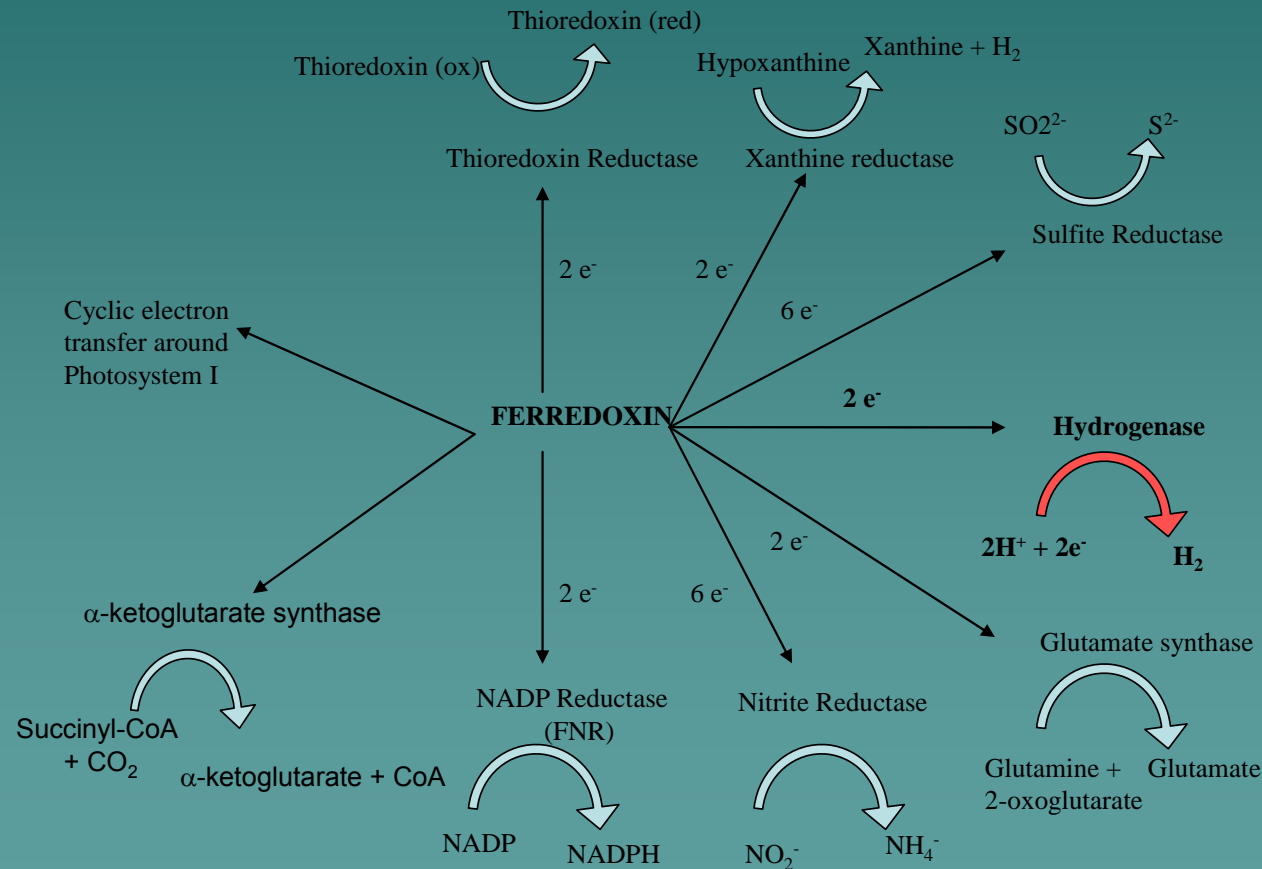 Thioredoxin (red)
Thioredoxin (ox)
Thioredoxin Reductase
Hypoxanthine
Xanthine + H₂
Xanthine reductase
SO2²⁻
S²⁻
Sulfite Reductase
2 e⁻
2 e⁻
6 e⁻
Cyclic electron
transfer around
Photosystem I
FERREDOXIN
2 e⁻
Hydrogenase
2H⁺ + 2e⁻
H₂
2 e⁻
6 e⁻
2 e⁻
α-ketoglutarate synthase
Succinyl-CoA
+ CO₂
α-ketoglutarate + CoA
NADP Reductase
(FNR)
NADP
NADPH
Nitrite Reductase
NO₂⁻
NH₄⁻
Glutamate synthase
Glutamine +
2-oxoglutarate
Glutamate